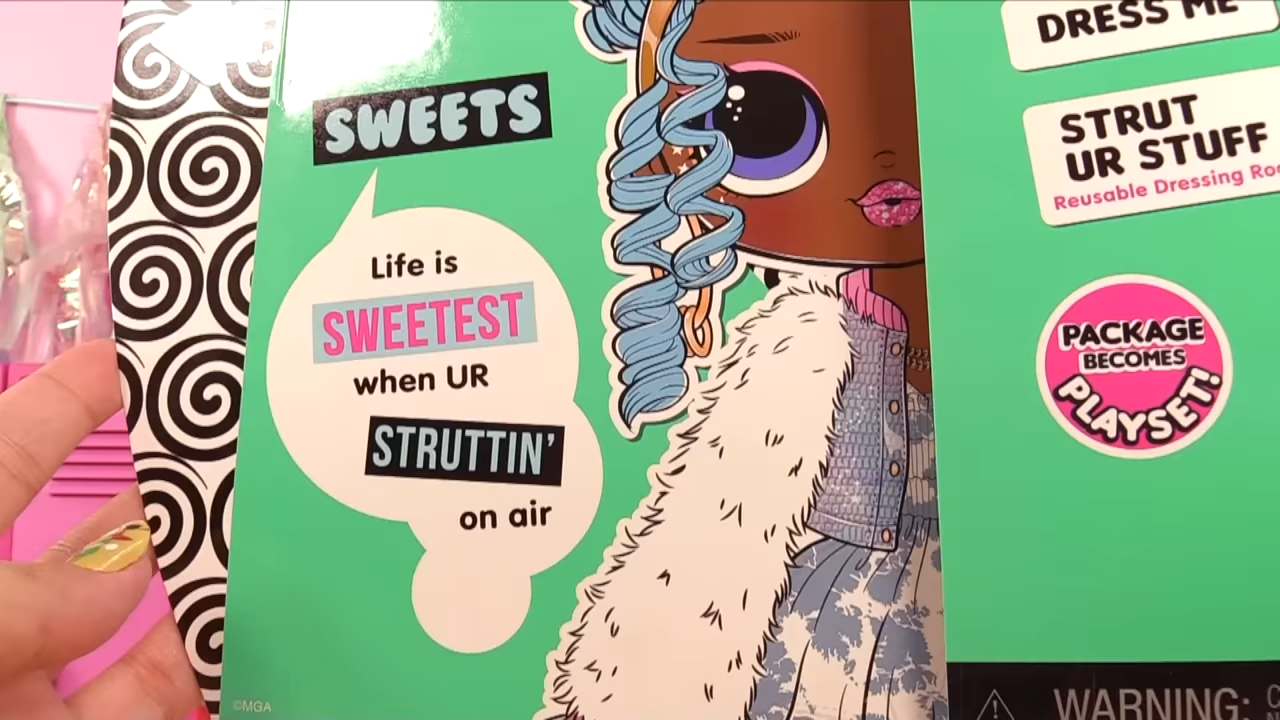 SWEETS
Life is
SWEETEST
when UR
STRUTTIN'
on air
©MGA
DRESS ME
STRUT
UR STUFF
Reusable Dressing
PACKAGE
BECOMES
PLAYSET!
WARNING: